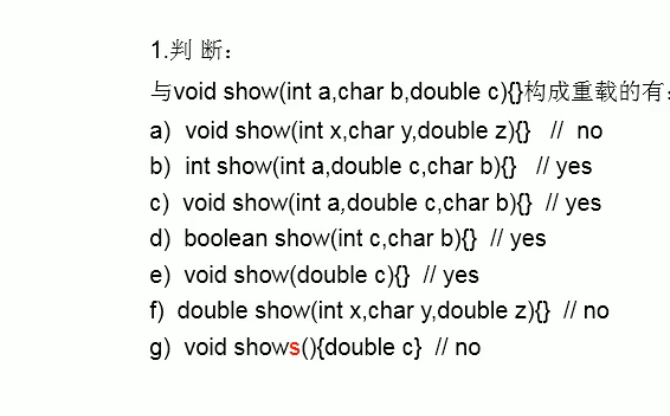 1.判 断：
与void show(int a,char b,double c){}构成重载的有：
a)  void show(int x,char y,double z){}   //  no
b)  int show(int a,double c,char b){}   // yes
c)  void show(int a,double c,char b){}  // yes
d)  boolean show(int c,char b){}  // yes
e)  void show(double c){}  // yes
f)  double show(int x,char y,double z){}  // no
g)  void shows(){double c}  // no